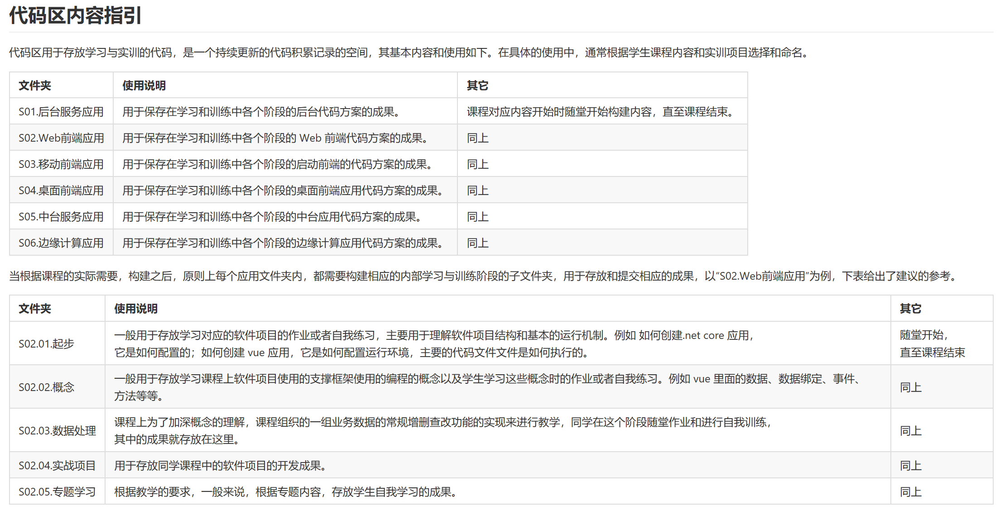 代码区内容指引
代码区用于存放学习与实训的代码，是一个持续更新的代码积累记录的空间，其基本内容和使用如下。在具体的使用中，通常根据学生课程内容和实训项目选择和命名。
文件夹 使用说明 其它
S01.后台服务应用 用于保存在学习和训练中各个阶段的后台代码方案的成果。 课程对应内容开始时随堂开始构建内容，直至课程结束。
S02.Web前端应用 用于保存在学习和训练中各个阶段的 Web 前端代码方案的成果。 同上
S03.移动前端应用 用于保存在学习和训练中各个阶段的启动前端的代码方案的成果。 同上
S04.桌面前端应用 用于保存在学习和训练中各个阶段的桌面前端应用代码方案的成果。 同上
S05.中台服务应用 用于保存在学习和训练中各个阶段的中台应用代码方案的成果。 同上
S06.边缘计算应用 用于保存在学习和训练中各个阶段的边缘计算应用代码方案的成果。 同上
当根据课程的实际需要，构建之后，原则上每个应用文件夹内，都需要构建相应的内部学习与训练阶段的子文件夹，用于存放和提交相应的成果，以“S02.Web前端应用”为例，下表给出了建议的参考。
文件夹 使用说明 其它
S02.01.起步
一般用于存放学习对应的软件项目的作业或者自我练习，主要用于理解软件项目结构和基本的运行机制。例如 如何创建.net core 应用，
它是如何配置的；如何创建 vue 应用，它是如何配置运行环境，主要的代码文件文件是如何执行的。
随堂开始，
直至课程结束
S02.02.概念
一般用于存放学习课程上软件项目使用的支撑框架使用的编程的概念以及学生学习这些概念时的作业或者自我练习。例如 vue 里面的数据、数据绑定、事件、
方法等等。
同上
S02.03.数据处理
课程上为了加深概念的理解，课程组织的一组业务数据的常规增删查改功能的实现来进行教学，同学在这个阶段随堂作业和进行自我训练，
其中的成果就存放在这里。
同上
S02.04.实战项目 用于存放同学课程中的软件项目的开发成果。 同上
S02.05.专题学习 根据教学的要求，一般来说，根据专题内容，存放学生自我学习的成果。 同上